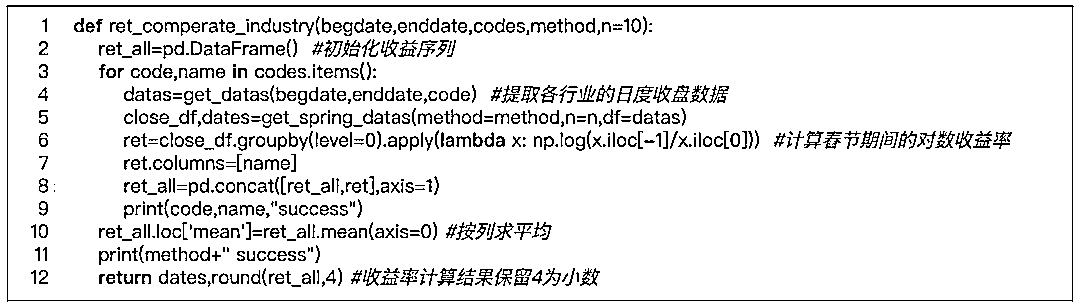 1 def ret_comperate_industry(begdate,enddate,codes,method,n=10):
2 ret_all=pd.DataFrame() #初始化收益序列
3 for code,name in codes.items():
4 datas=get_datas(begdate,enddate,code) #提取各行业的日度收盘数据
5 close_df,dates=get_spring_datas(method=method,n=n,df=datas)
6 ret=close_df.groupby(level=0).apply(lambda x: np.log(x.iloc[-1]/x.iloc[0])) #计算春节期间的对数收益率
7 ret.columns=[name]
8 ret_all=pd.concat([ret_all,ret],axis=1)
9 print(code,name,"success")
10 ret_all.loc['mean']=ret_all.mean(axis=0) #按列求平均
11 print(method+" success")
12 return dates,round(ret_all,4) #收益率计算结果保留4为小数